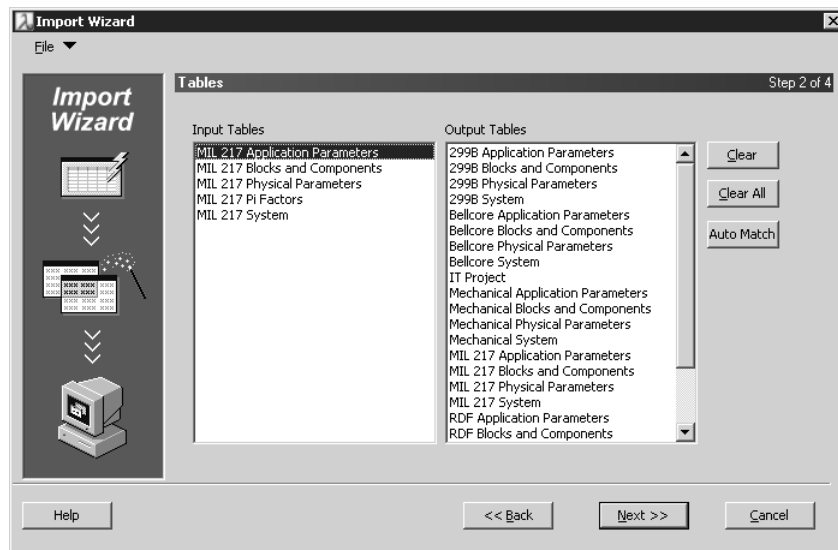 Import Wizard
File
Import
Wizard
Tables
Step 2 of 4
Input Tables
MIL 217 Application Parameters
MIL 217 Blocks and Components
MIL 217 Physical Parameters
MIL 217 Pi Factors
MIL 217 System
Output Tables
299B Application Parameters
299B Blocks and Components
299B Physical Parameters
299B System
Bellcore Application Parameters
Bellcore Blocks and Components
Bellcore Physical Parameters
Bellcore System
IT Project
Mechanical Application Parameters
Mechanical Blocks and Components
Mechanical Physical Parameters
Mechanical System
MIL 217 Application Parameters
MIL 217 Blocks and Components
MIL 217 Physical Parameters
MIL 217 System
RDF Application Parameters
RDF Blocks and Components
Clear
Clear All
Auto Match
Help
<< Back
Next >>
Cancel